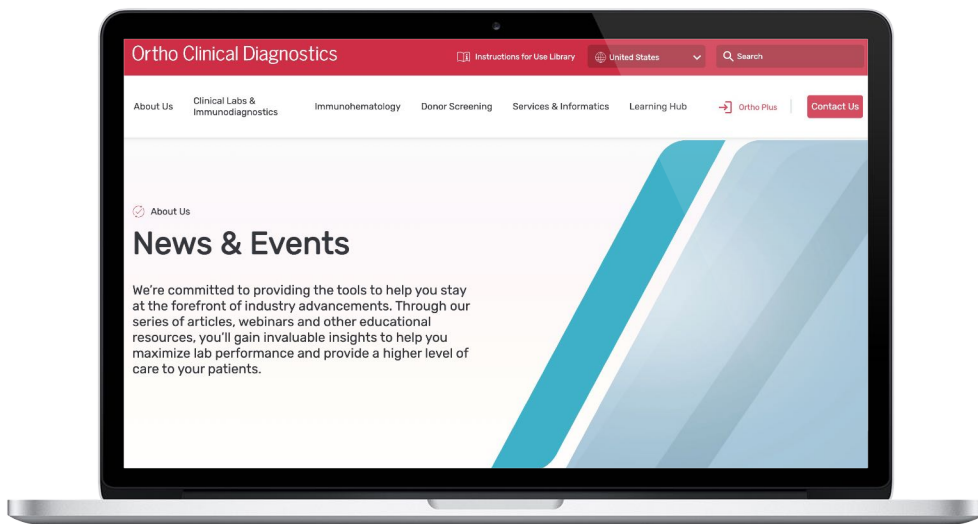 Ortho Clinical Diagnostics
Instructions for Use Library
United States
Search
About Us
Clinical Labs &
Immunodiagnostics
Immunohematology
Donor Screening
Services & Informatics
Learning Hub
Ortho Plus
Contact Us
About Us
News & Events
We’re committed to providing the tools to help you stay
at the forefront of industry advancements. Through our
series of articles, webinars and other educational
resources, you’ll gain invaluable insights to help you
maximize lab performance and provide a higher level of
care to your patients.